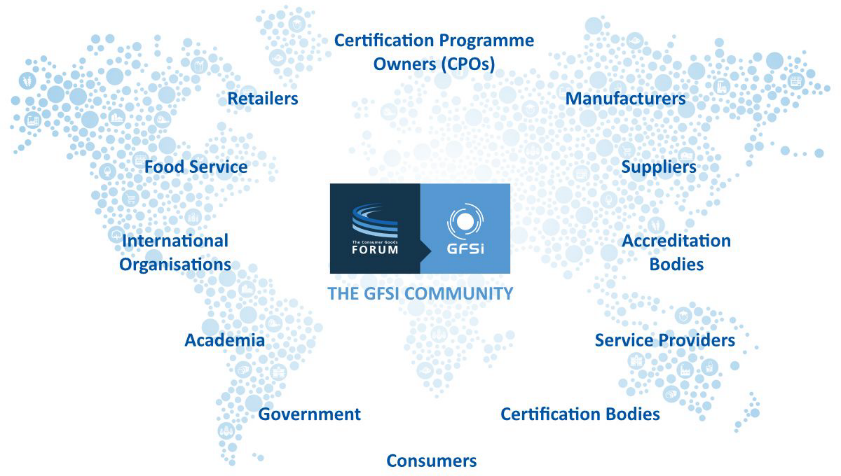 Certification Programme
Owners (CPOs)
Retailers
Manufacturers
Food Service
Suppliers
International
Organisations
Accreditation
Bodies
The Consumer Goods
FORUM
GFSi
THE GFSI COMMUNITY
Academia
Service Providers
Government
Certification Bodies
Consumers